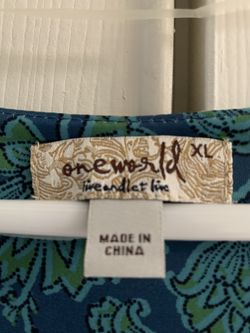 oneworld XL
live and let live
MADE IN
CHINA